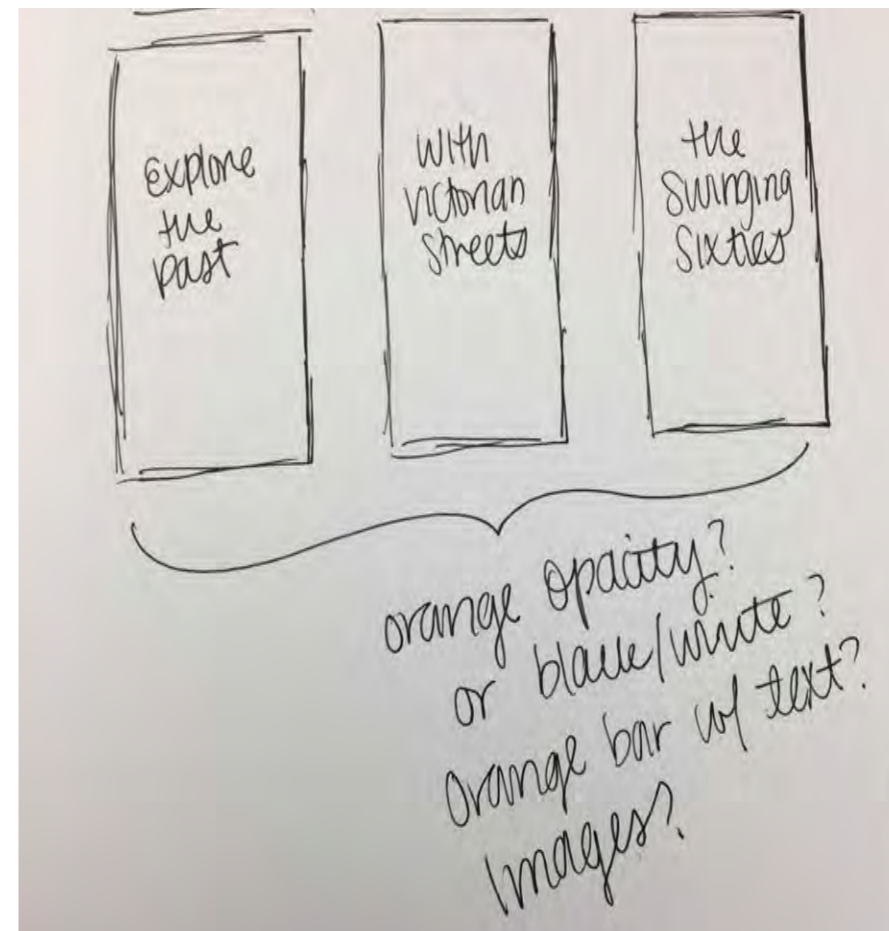 Explore
the
past
With
Victorian
Streets
the
Swinging
Sixties
orange opacity?
or black/white?
orange bar w/ text?
Images?